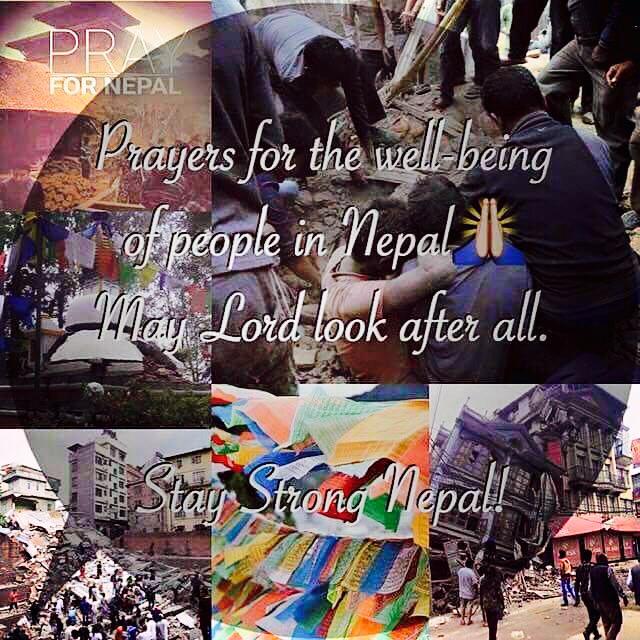 PRAY
FOR NEPAL
Prayers for the well-being
of people in Nepal
May Lord look after all.
Stay Strong Nepal!